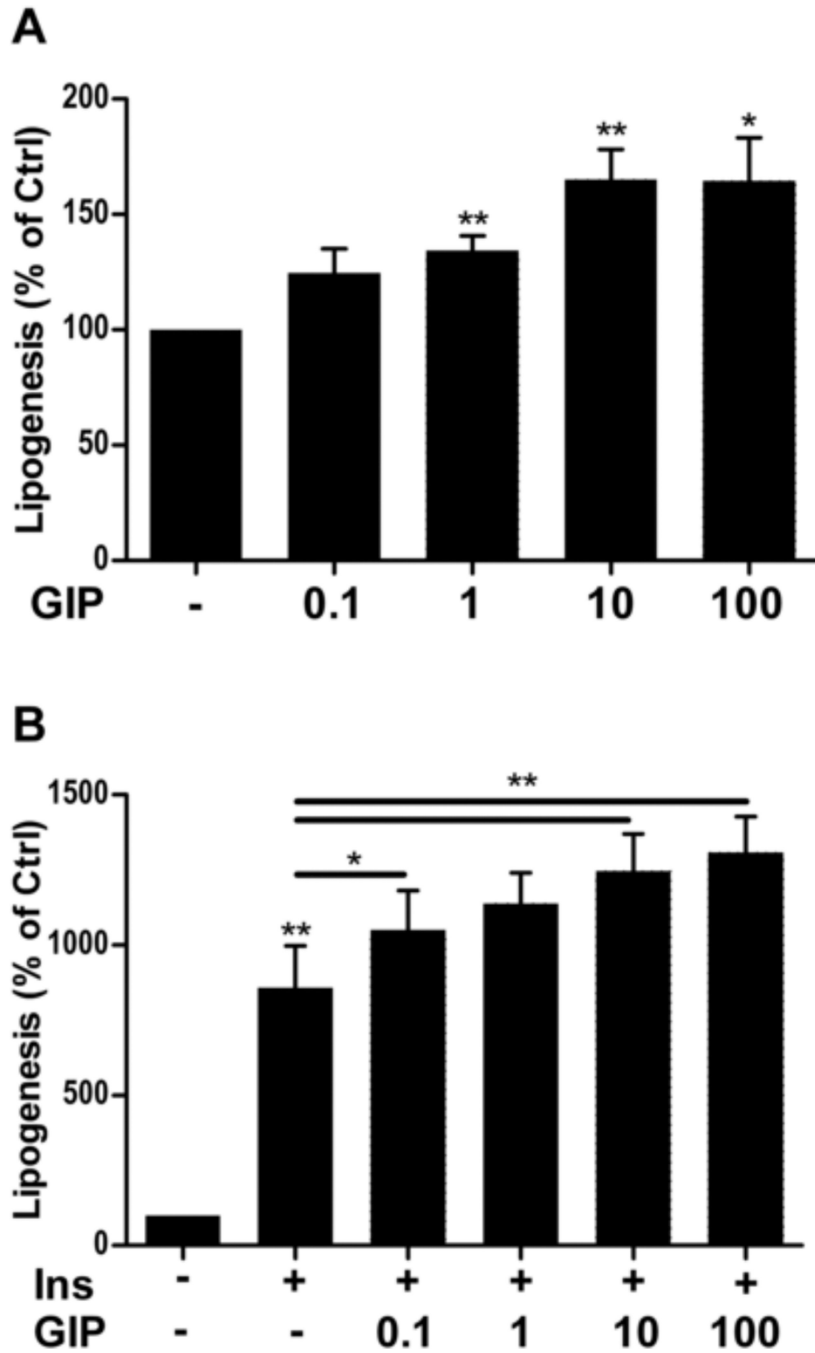 A
Lipogenesis (% of Ctrl)
200
150
100
50
0
**
**
*
GIP - 0.1 1 10 100
B
Lipogenesis (% of Ctrl)
1500
1000
500
0
**
*
**
Ins - + + + + +
GIP - - 0.1 1 10 100